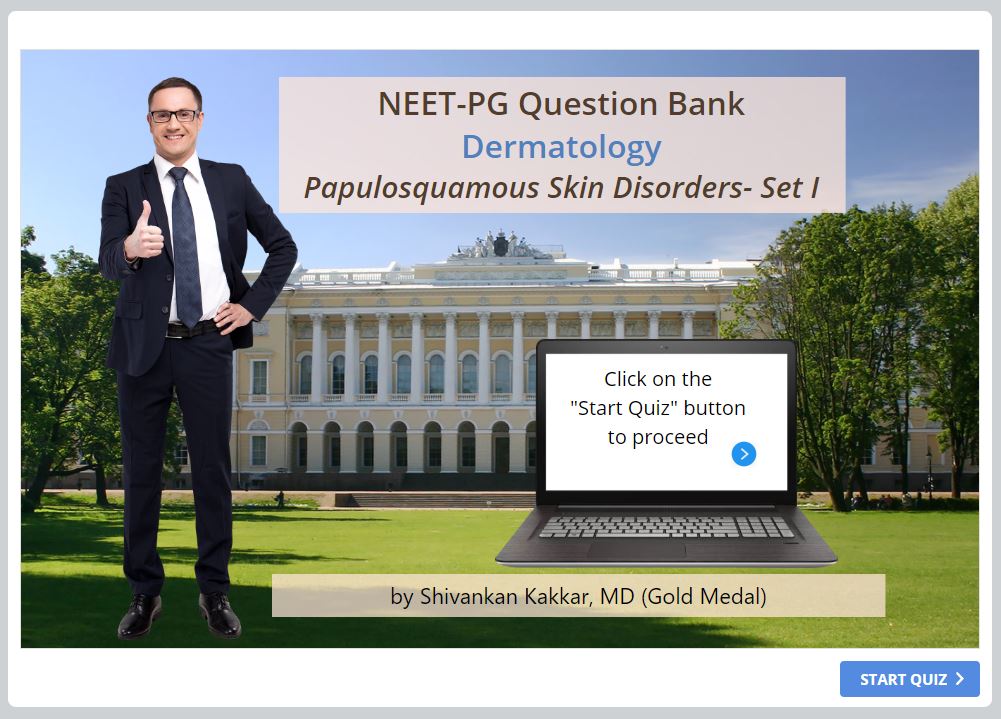 NEET-PG Question Bank
Dermatology
Papulosquamous Skin Disorders- Set I
Click on the
"Start Quiz" button
to proceed
by Shivankan Kakkar, MD (Gold Medal)
START QUIZ